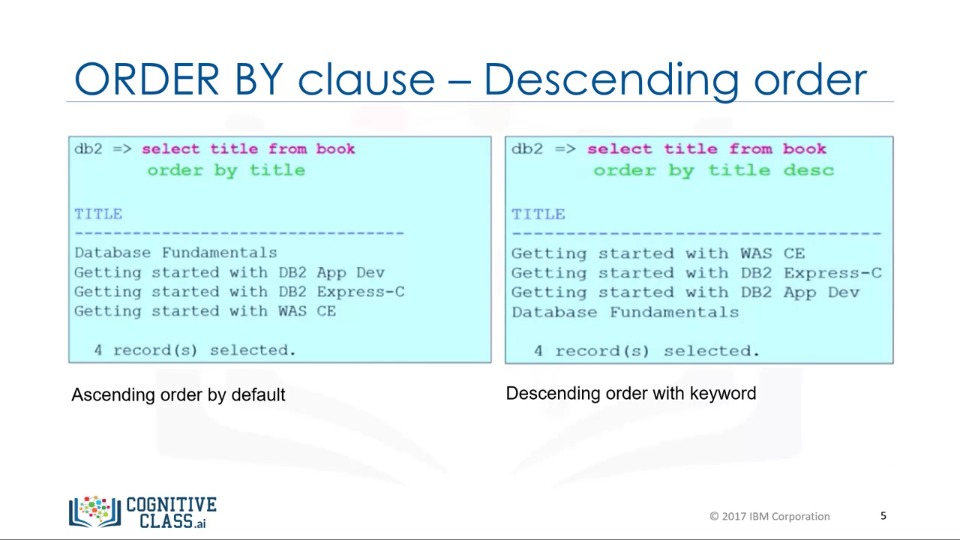 ORDER BY clause – Descending order
db2 => select title from book
order by title
TITLE
----------------------------------
Database Fundamentals
Getting started with DB2 App Dev
Getting started with DB2 Express-C
Getting started with WAS CE
4 record(s) selected.
Ascending order by default
db2 => select title from book
order by title desc
TITLE
----------------------------------
Getting started with WAS CE
Getting started with DB2 Express-C
Getting started with DB2 App Dev
Database Fundamentals
4 record(s) selected.
Descending order with keyword
COGNITIVE
CLASS.ai
© 2017 IBM Corporation
5